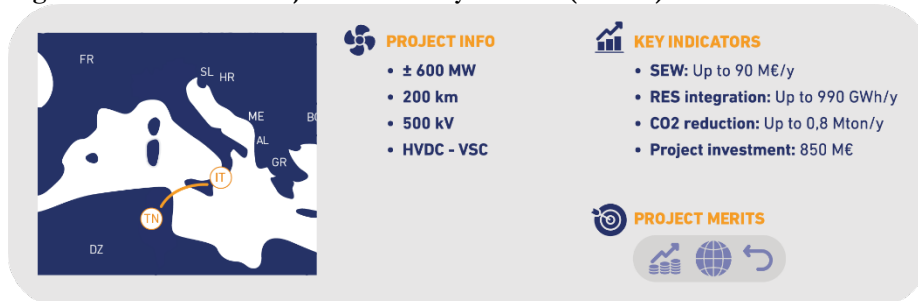 FR
SL HR
ME
BO
AL
GR
IT
TN
DZ
PROJECT INFO
• ± 600 MW
• 200 km
• 500 kV
• HVDC - VSC
KEY INDICATORS
• SEW: Up to 90 M€/y
• RES integration: Up to 990 GWh/y
• CO2 reduction: Up to 0,8 Mton/y
• Project investment: 850 M€
PROJECT MERITS